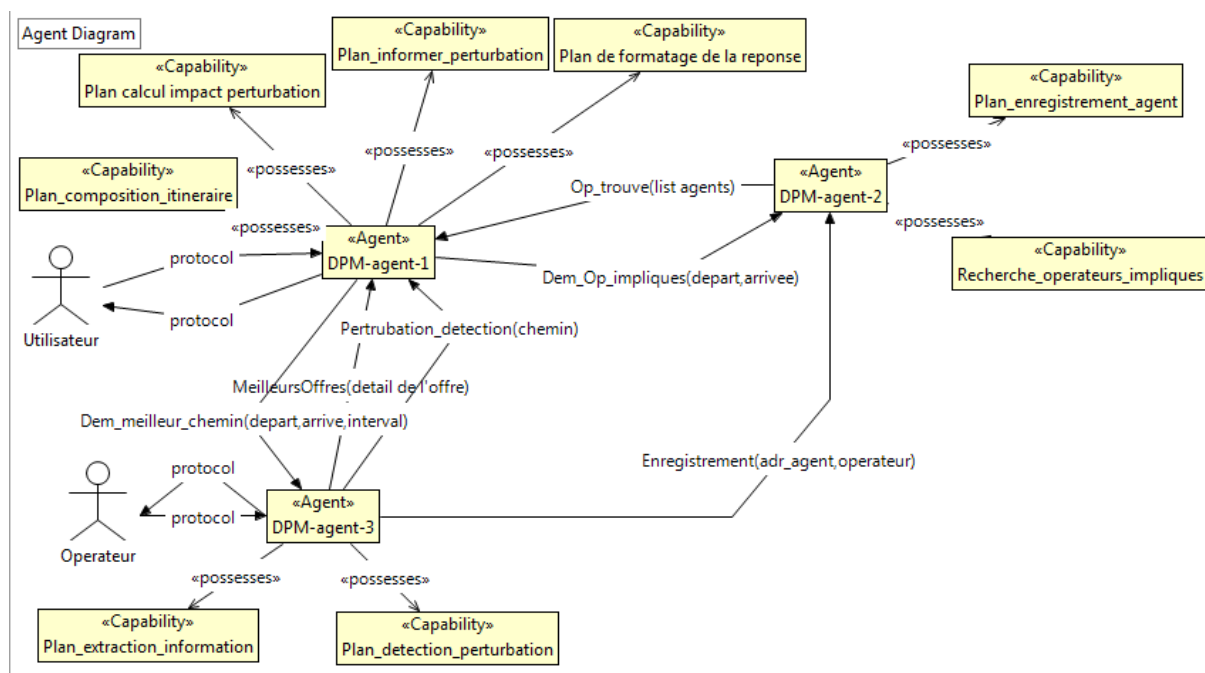 Agent Diagram
«Capability»
Plan_informer_perturbation
«Capability»
Plan de formatage de la reponse
«Capability»
Plan calcul impact perturbation
«Capability»
Plan_enregistrement_agent
«possesses»
«possesses»
«possesses»
«possesses»
«Capability»
Plan_composition_itineraire
«Agent»
DPM-agent-2
Op_trouve(list agents)
«possesses»
«possesses»
«Agent»
DPM-agent-1
«Capability»
Recherche_operateurs_impliques
protocol
Dem_Op_impliques(depart,arrivee)
protocol
Utilisateur
Pertrubation_detection(chemin)
MeilleursOffres(detail de l'offre)
Dem_meilleur_chemin(depart,arrive,interval)
Enregistrement(adr_agent,operateur)
protocol
«Agent»
DPM-agent-3
protocol
Operateur
«possesses»
«possesses»
«Capability»
Plan_extraction_information
«Capability»
Plan_detection_perturbation